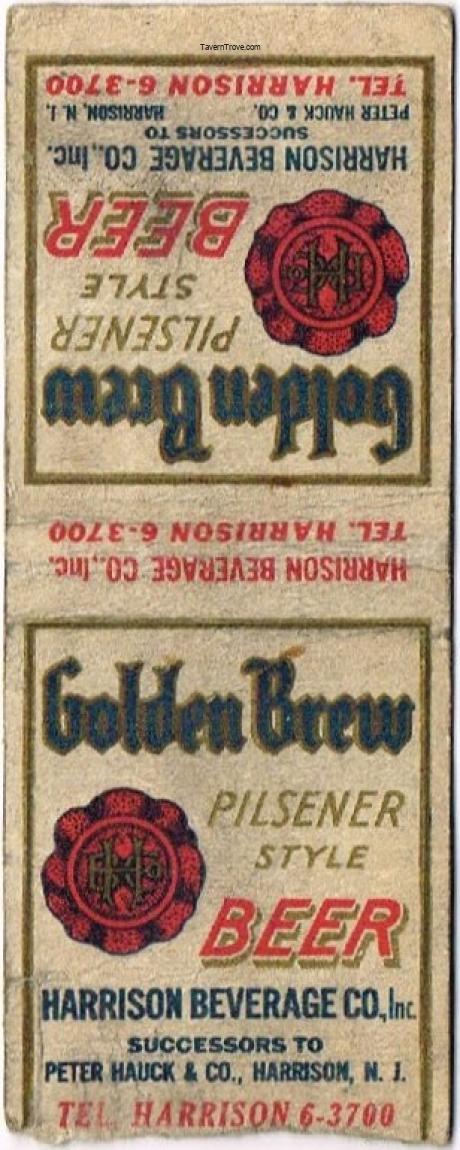 TavernTrove.com
TEL. HARRISON 6-3700
PETER HAUCK & CO. HARRISON, N. J.
SUCCESSORS TO
HARRISON BEVERAGE CO., Inc.
BEER
STYLE
PILSENER
Golden Brew
TEL. HARRISON 6-3700
HARRISON BEVERAGE CO., Inc.
Golden Brew
PILSENER
STYLE
BEER
HARRISON BEVERAGE CO., Inc.
SUCCESSORS TO
PETER HAUCK & CO., HARRISON, N. J.
TEL. HARRISON 6-3700